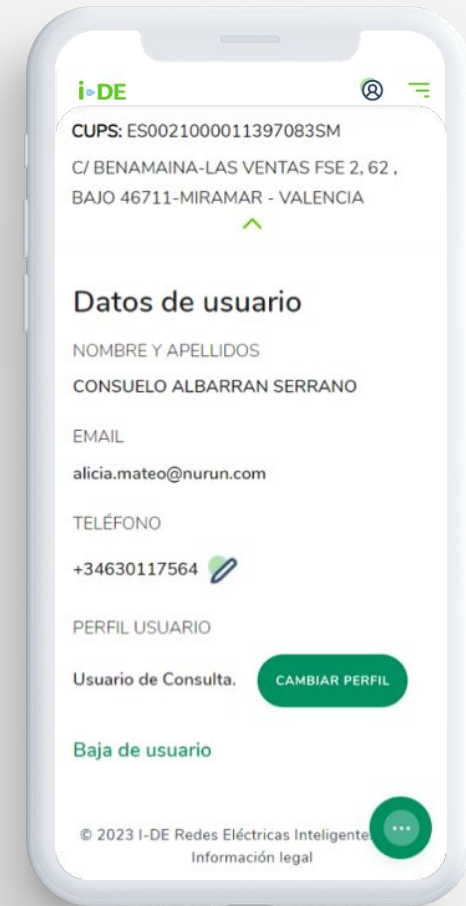 i-DE
CUPS: ES0021000011397083SM
C/ BENAMAINA-LAS VENTAS FSE 2, 62 ,
BAJO 46711-MIRAMAR - VALENCIA
Datos de usuario
NOMBRE Y APELLIDOS
CONSUELO ALBARRAN SERRANO
EMAIL
alicia.mateo@nurun.com
TELÉFONO
+34630117564
PERFIL USUARIO
Usuario de Consulta. CAMBIAR PERFIL
Baja de usuario
© 2023 I-DE Redes Eléctricas Inteligente
Información legal